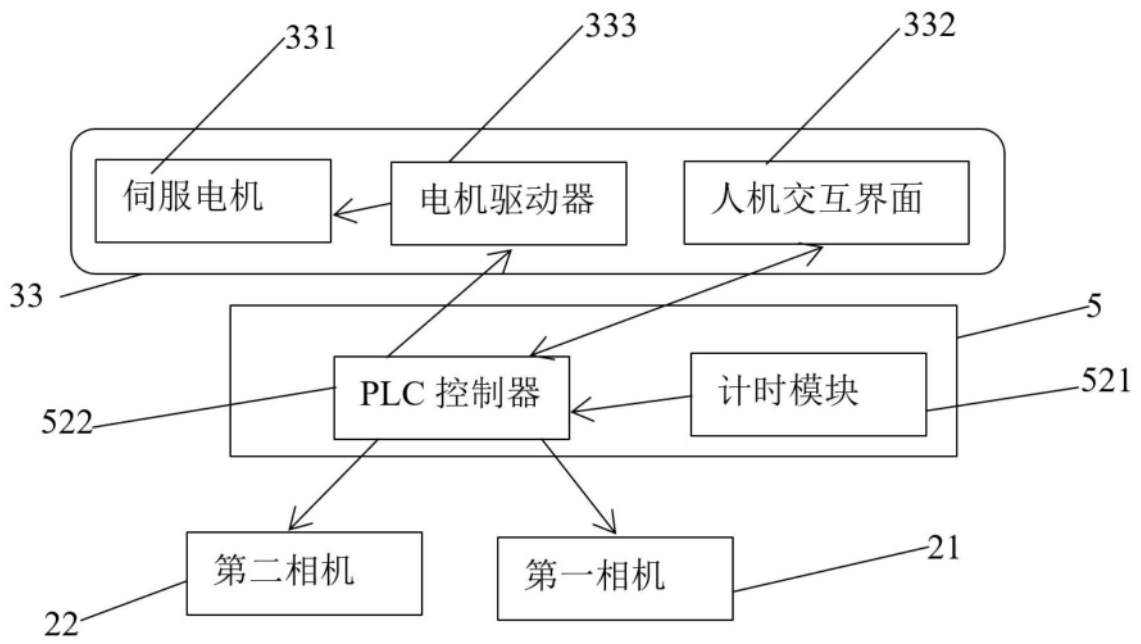 331
333
332
伺服电机
电机驱动器
人机交互界面
33
5
PLC 控制器
计时模块
522
521
第二相机
第一相机
21
22